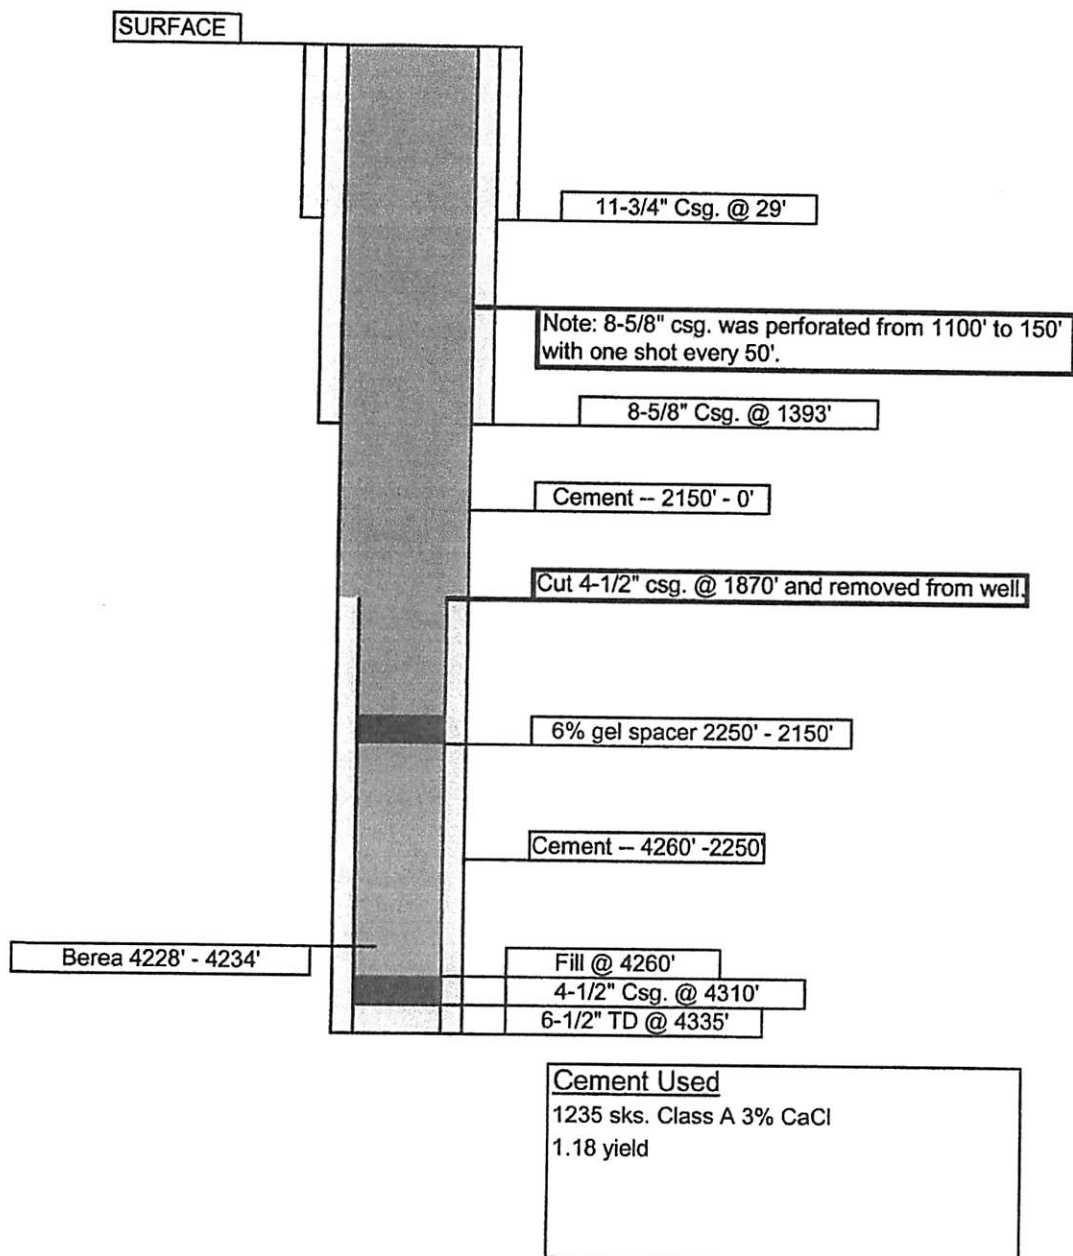 SURFACE
11-3/4" Csg. @ 29'
Note: 8-5/8" csg. was perforated from 1100' to 150'
with one shot every 50'.
8-5/8" Csg. @ 1393'
Cement -- 2150' - 0'
Cut 4-1/2" csg. @ 1870' and removed from well.
6% gel spacer 2250' - 2150'
Cement -- 4260' -2250'
Berea 4228' - 4234'
Fill @ 4260'
4-1/2" Csg. @ 4310'
6-1/2" TD @ 4335'
Cement Used
1235 sks. Class A 3% CaCl
1.18 yield